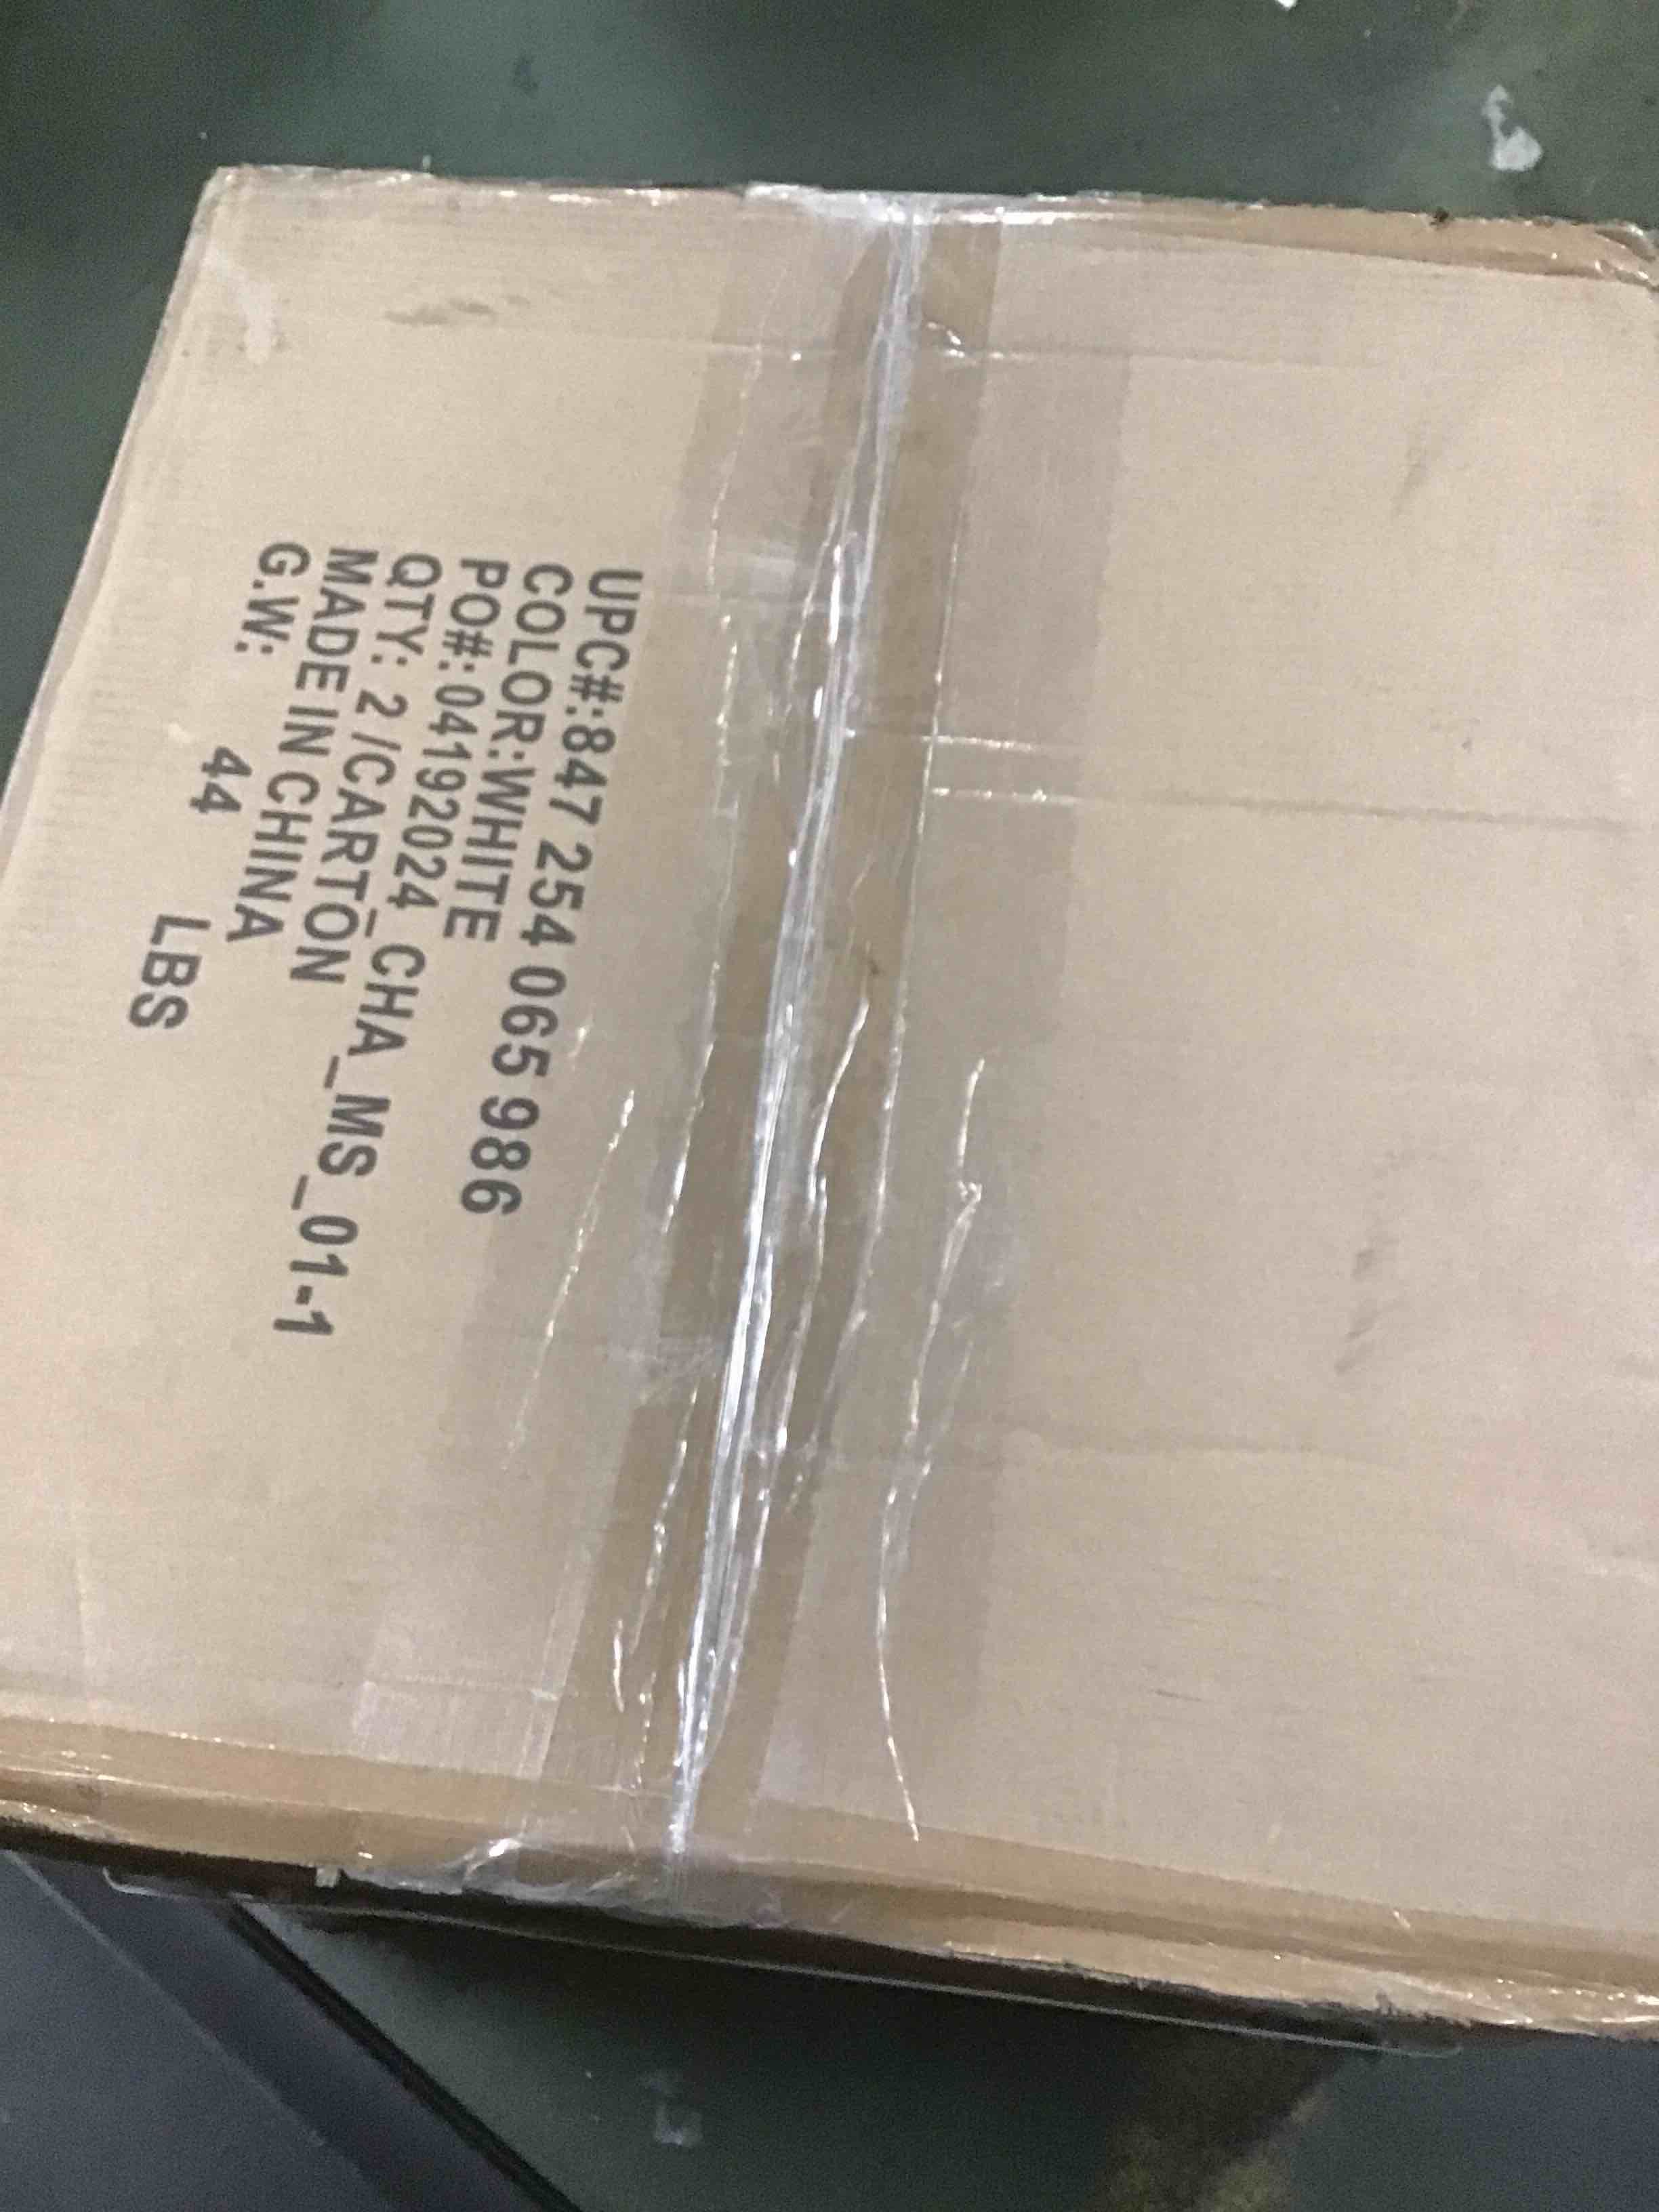 UPC#:847 254 065 986
COLOR:WHITE
PO#:04192024_CHA_MS_01-1
QTY: 2/CARTON
MADE IN CHINA
G.W: 44 LBS